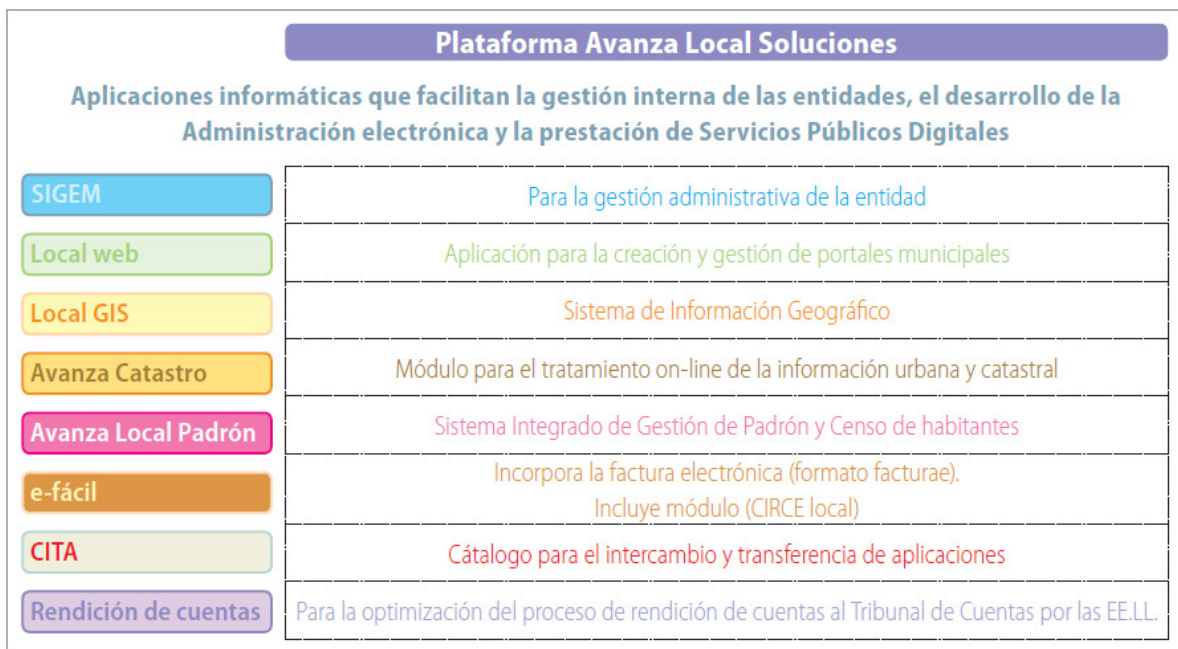 Plataforma Avanza Local Soluciones
Aplicaciones informáticas que facilitan la gestión interna de las entidades, el desarrollo de la
Administración electrónica y la prestación de Servicios Públicos Digitales
SIGEM
Para la gestión administrativa de la entidad
Local web
Aplicación para la creación y gestión de portales municipales
Local GIS
Sistema de Información Geográfico
Avanza Catastro
Módulo para el tratamiento on-line de la información urbana y catastral
Avanza Local Padrón
Sistema Integrado de Gestión de Padrón y Censo de habitantes
e-fácil
Incorpora la factura electrónica (formato facturae).
Incluye módulo (CIRCE local)
CITA
Cátalogo para el intercambio y transferencia de aplicaciones
Rendición de cuentas
Para la optimización del proceso de rendición de cuentas al Tribunal de Cuentas por las EE.LL.